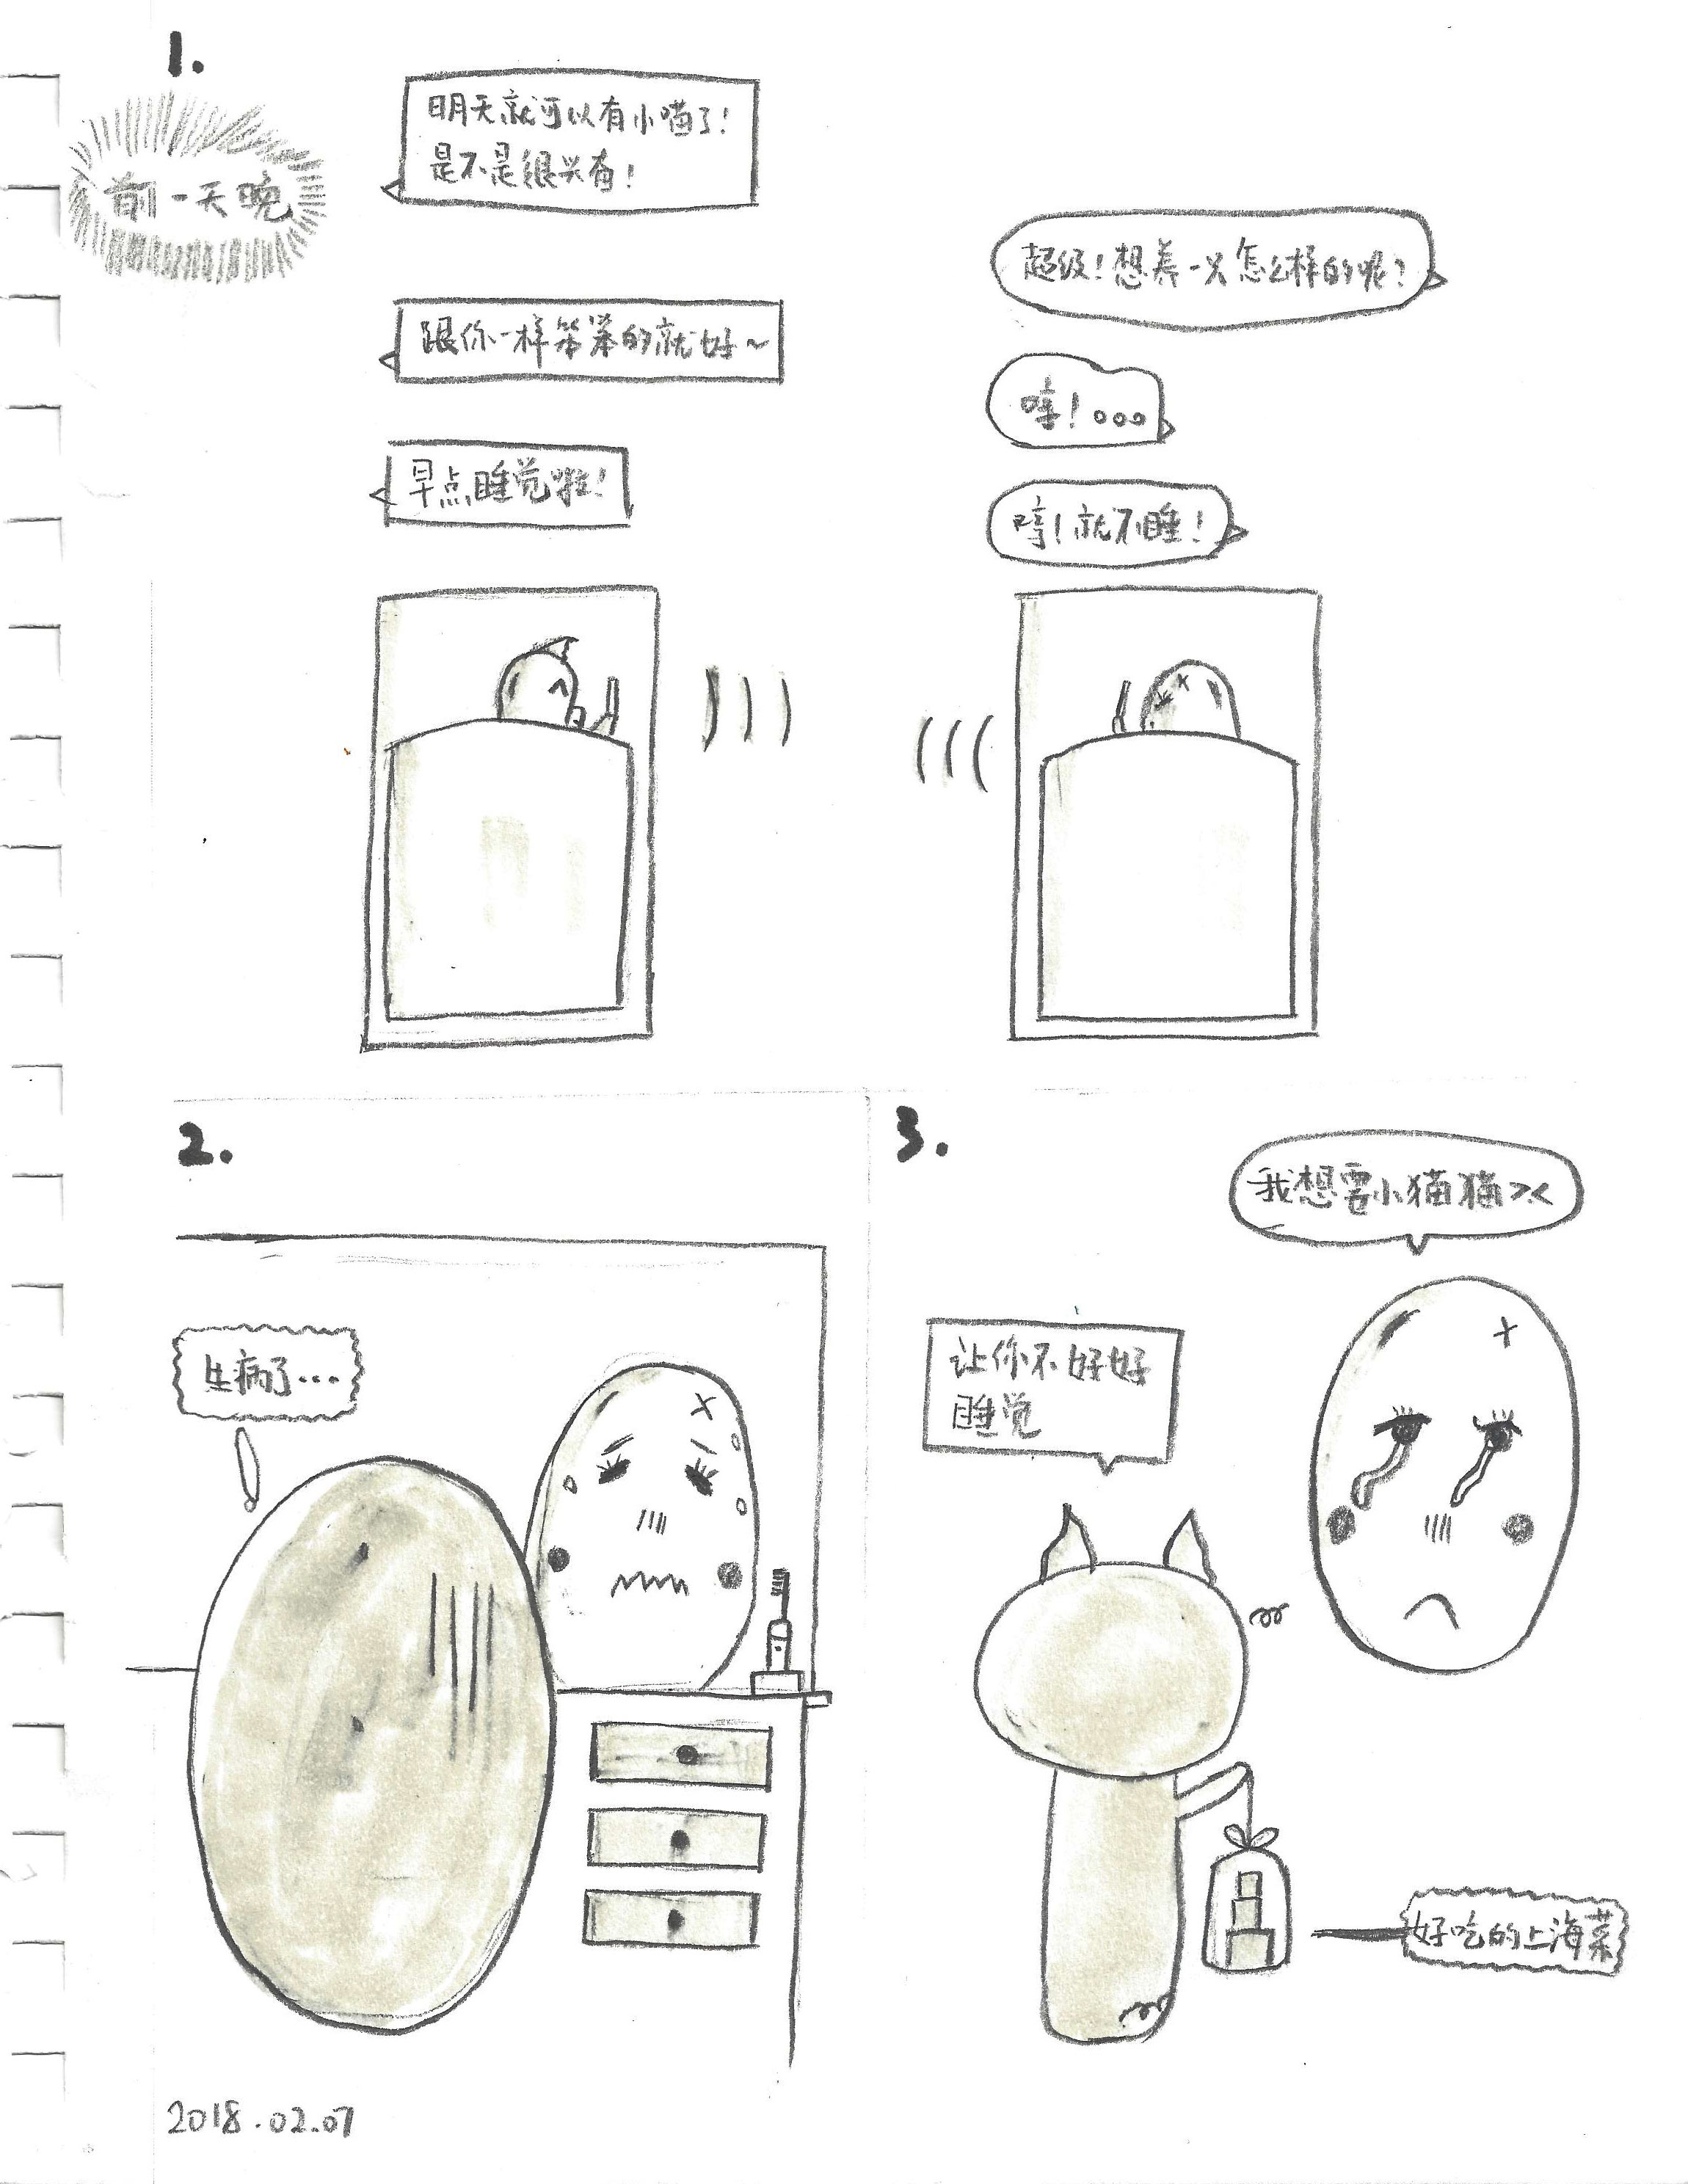 1.
前一天晚
明天就可以有小喵了!
是不是很兴奋!
超级!想养一只怎么样的呢?
跟你一样笨笨的就好~
哼!。。。
早点睡觉啦!
哼!就不睡!
2.
生病了...
3.
我想要小猫猫><
让你不好好
睡觉
好吃的上海菜
2018.02.07